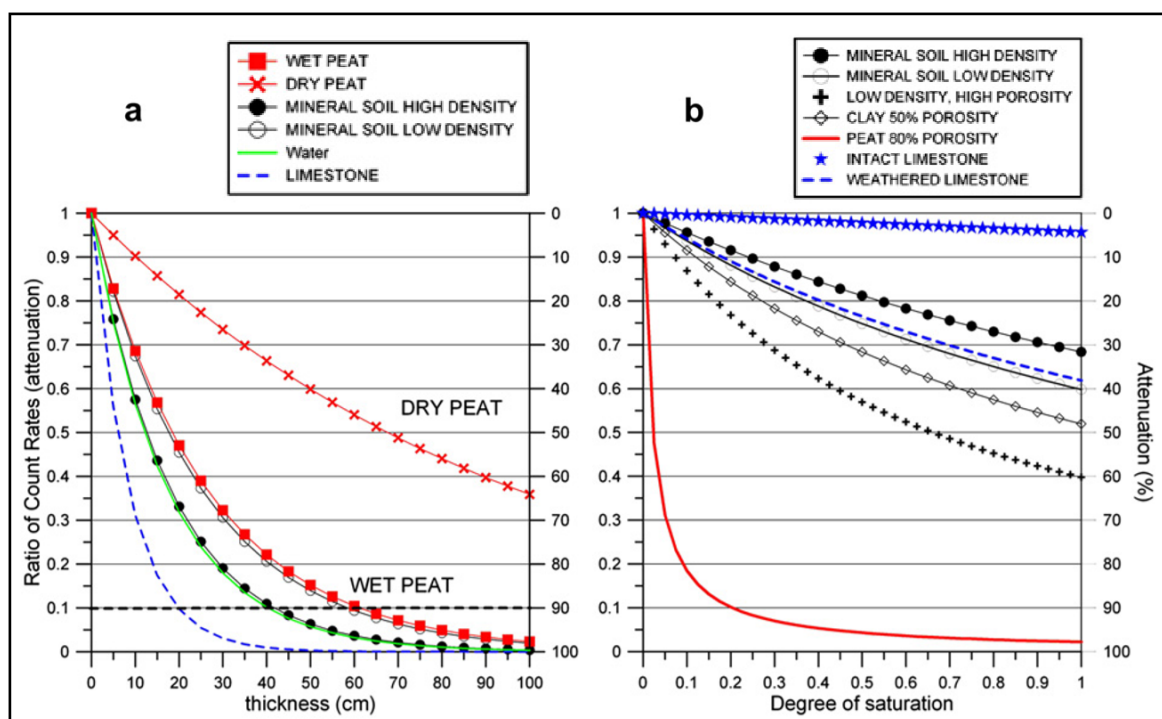 a
WET PEAT
DRY PEAT
MINERAL SOIL HIGH DENSITY
MINERAL SOIL LOW DENSITY
Water
LIMESTONE
b
MINERAL SOIL HIGH DENSITY
MINERAL SOIL LOW DENSITY
LOW DENSITY, HIGH POROSITY
CLAY 50% POROSITY
PEAT 80% POROSITY
INTACT LIMESTONE
WEATHERED LIMESTONE
Ratio of Count Rates (attenuation)
1
0.9
0.8
0.7
0.6
0.5
0.4
0.3
0.2
0.1
0
DRY PEAT
WET PEAT
0
10
20
30
40
50
60
70
80
90
100
0 10 20 30 40 50 60 70 80 90 100
thickness (cm)
1
0.9
0.8
0.7
0.6
0.5
0.4
0.3
0.2
0.1
0
0
10
20
30
40
50
60
70
80
90
100
Attenuation (%)
0 0.1 0.2 0.3 0.4 0.5 0.6 0.7 0.8 0.9 1
Degree of saturation